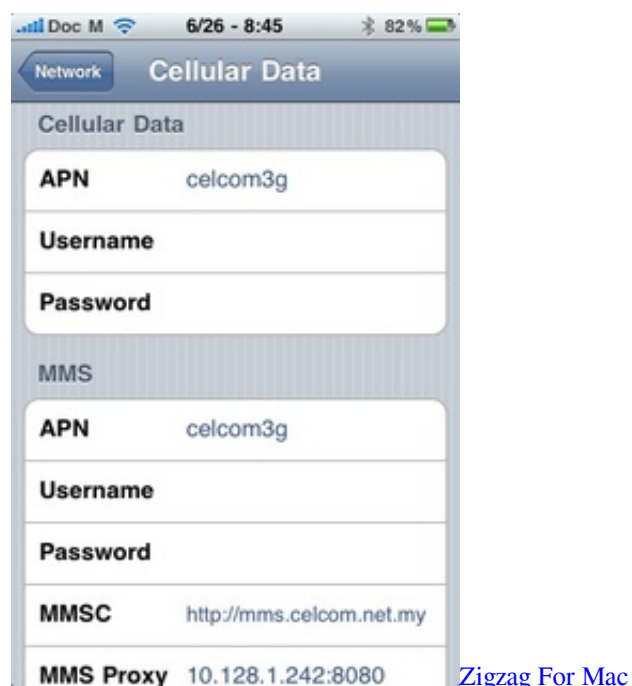 Doc M 6/26 - 8:45 82%
Network Cellular Data
Cellular Data
APN celcom3g
Username
Password
MMS
APN celcom3g
Username
Password
MMSC http://mms.celcom.net.my
MMS Proxy 10.128.1.242:8080
Zigzag For Mac